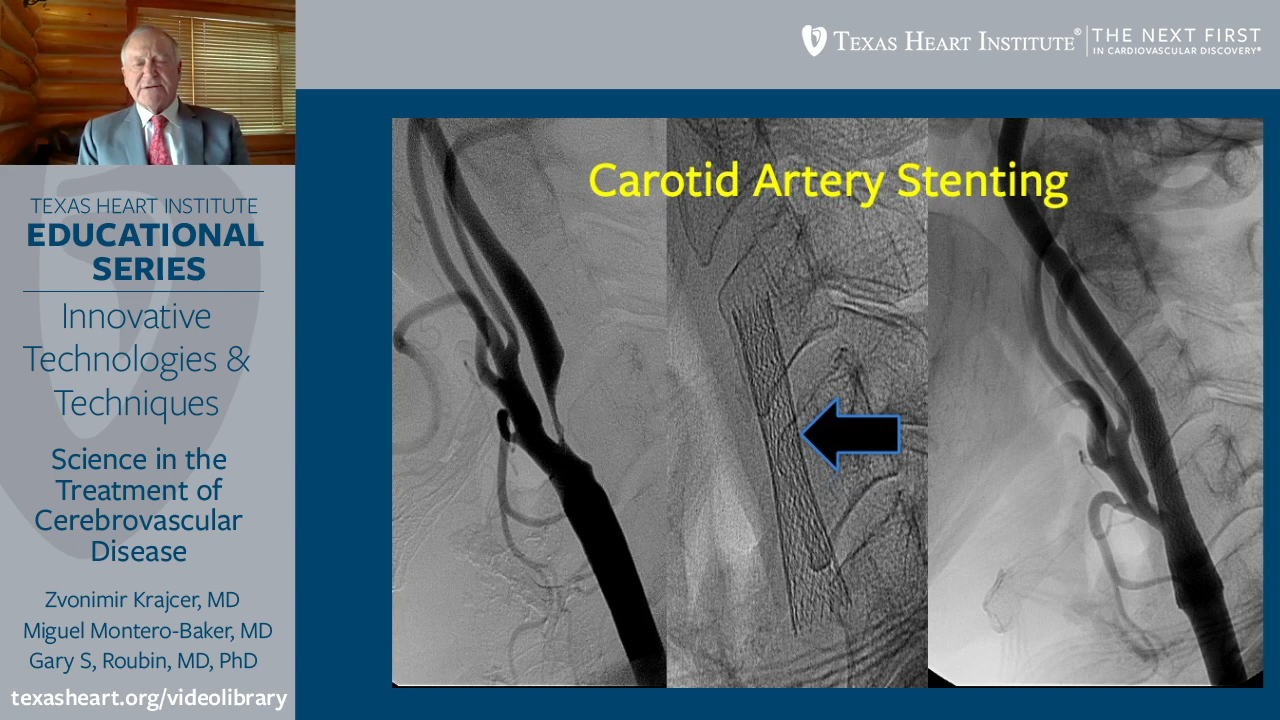 TEXAS HEART INSTITUTE® THE NEXT FIRST
IN CARDIOVASCULAR DISCOVERY®
Carotid Artery Stenting
TEXAS HEART INSTITUTE
EDUCATIONAL
SERIES
Innovative
Technologies &
Techniques
Science in the
Treatment of
Cerebrovascular
Disease
Zvonimir Krajcer, MD
Miguel Montero-Baker, MD
Gary S, Roubin, MD, PhD
texasheart.org/videolibrary